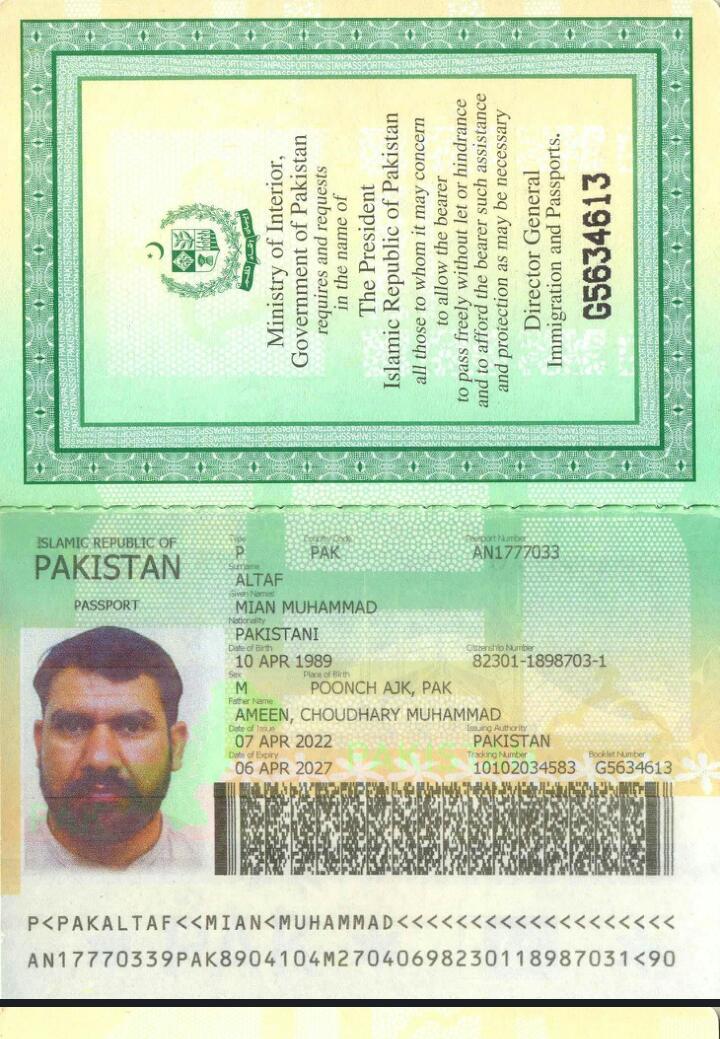 Ministry of Interior,
Government of Pakistan
requires and requests
in the name of
The President
Islamic Republic of Pakistan
all those to whom it may concern
to allow the bearer
to pass freely without let or hindrance
and to afford the bearer such assistance
and protection as may be necessary
Director General
Immigration and Passports.
G5634613
ISLAMIC REPUBLIC OF
PAKISTAN
PASSPORT
Type Country Code Passport Number
P PAK AN1777033
Surname
ALTAF
Given Names
MIAN MUHAMMAD
Nationality
PAKISTANI
Date of Birth Citizenship Number
10 APR 1989 82301-1898703-1
Sex Place of Birth
M POONCH AJK, PAK
Father Name
AMEEN, CHOUDHARY MUHAMMAD
Date of Issue Issuing Authority
07 APR 2022 PAKISTAN
Date of Expiry Tracking Number Booklet Number
06 APR 2027 10102034583 G5634613
P<PAKALTAF<<MIAN<MUHAMMAD<<<<<<<<<<<<<<<<<<<
AN17770339PAK8904104M27040698230118987031<90